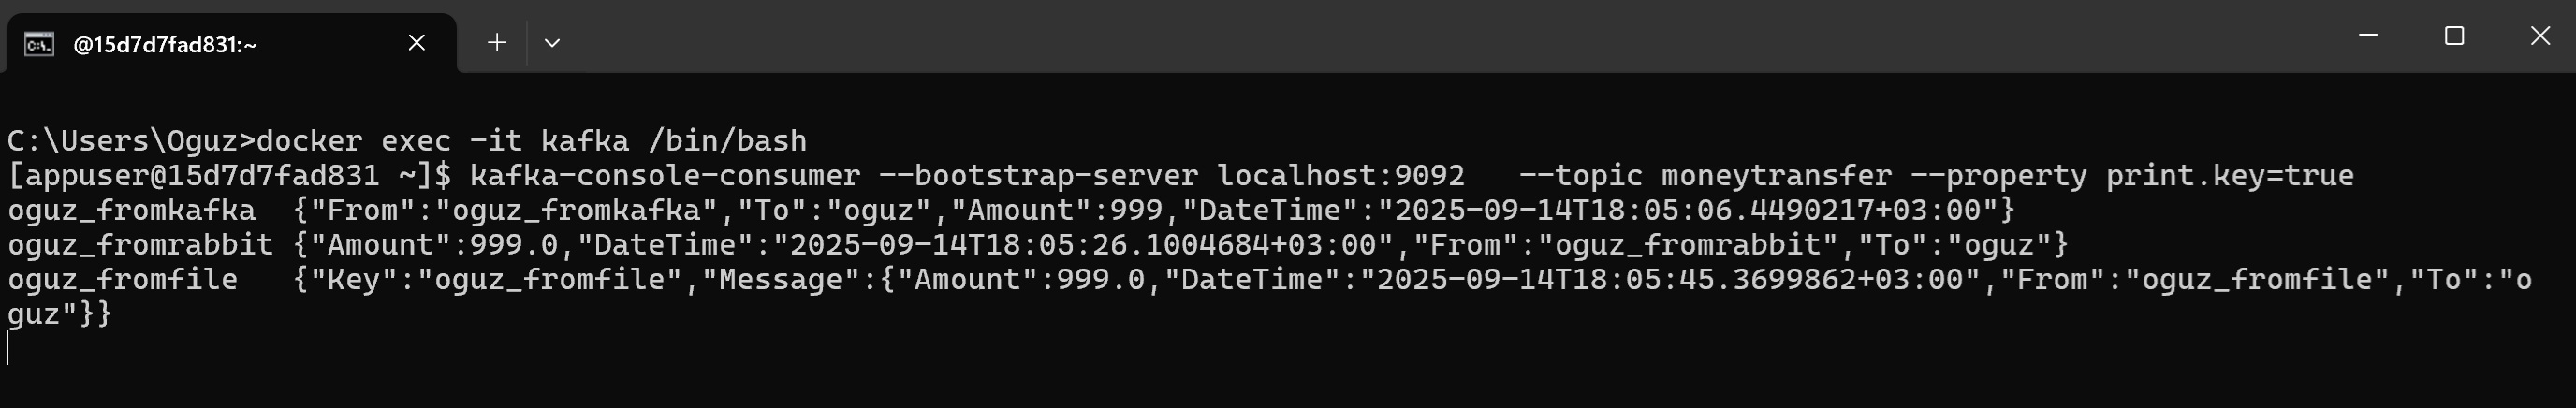 @15d7d7fad831:~
C:\Users\Oguz>docker exec -it kafka /bin/bash
[appuser@15d7d7fad831 ~]$ kafka-console-consumer --bootstrap-server localhost:9092   --topic moneytransfer --property print.key=true
oguz_fromkafka  {"From":"oguz_fromkafka","To":"oguz","Amount":999,"DateTime":"2025-09-14T18:05:06.4490217+03:00"}
oguz_fromrabbit {"Amount":999.0,"DateTime":"2025-09-14T18:05:26.1004684+03:00","From":"oguz_fromrabbit","To":"oguz"}
oguz_fromfile   {"Key":"oguz_fromfile","Message":{"Amount":999.0,"DateTime":"2025-09-14T18:05:45.3699862+03:00","From":"oguz_fromfile","To":"o
guz"}}